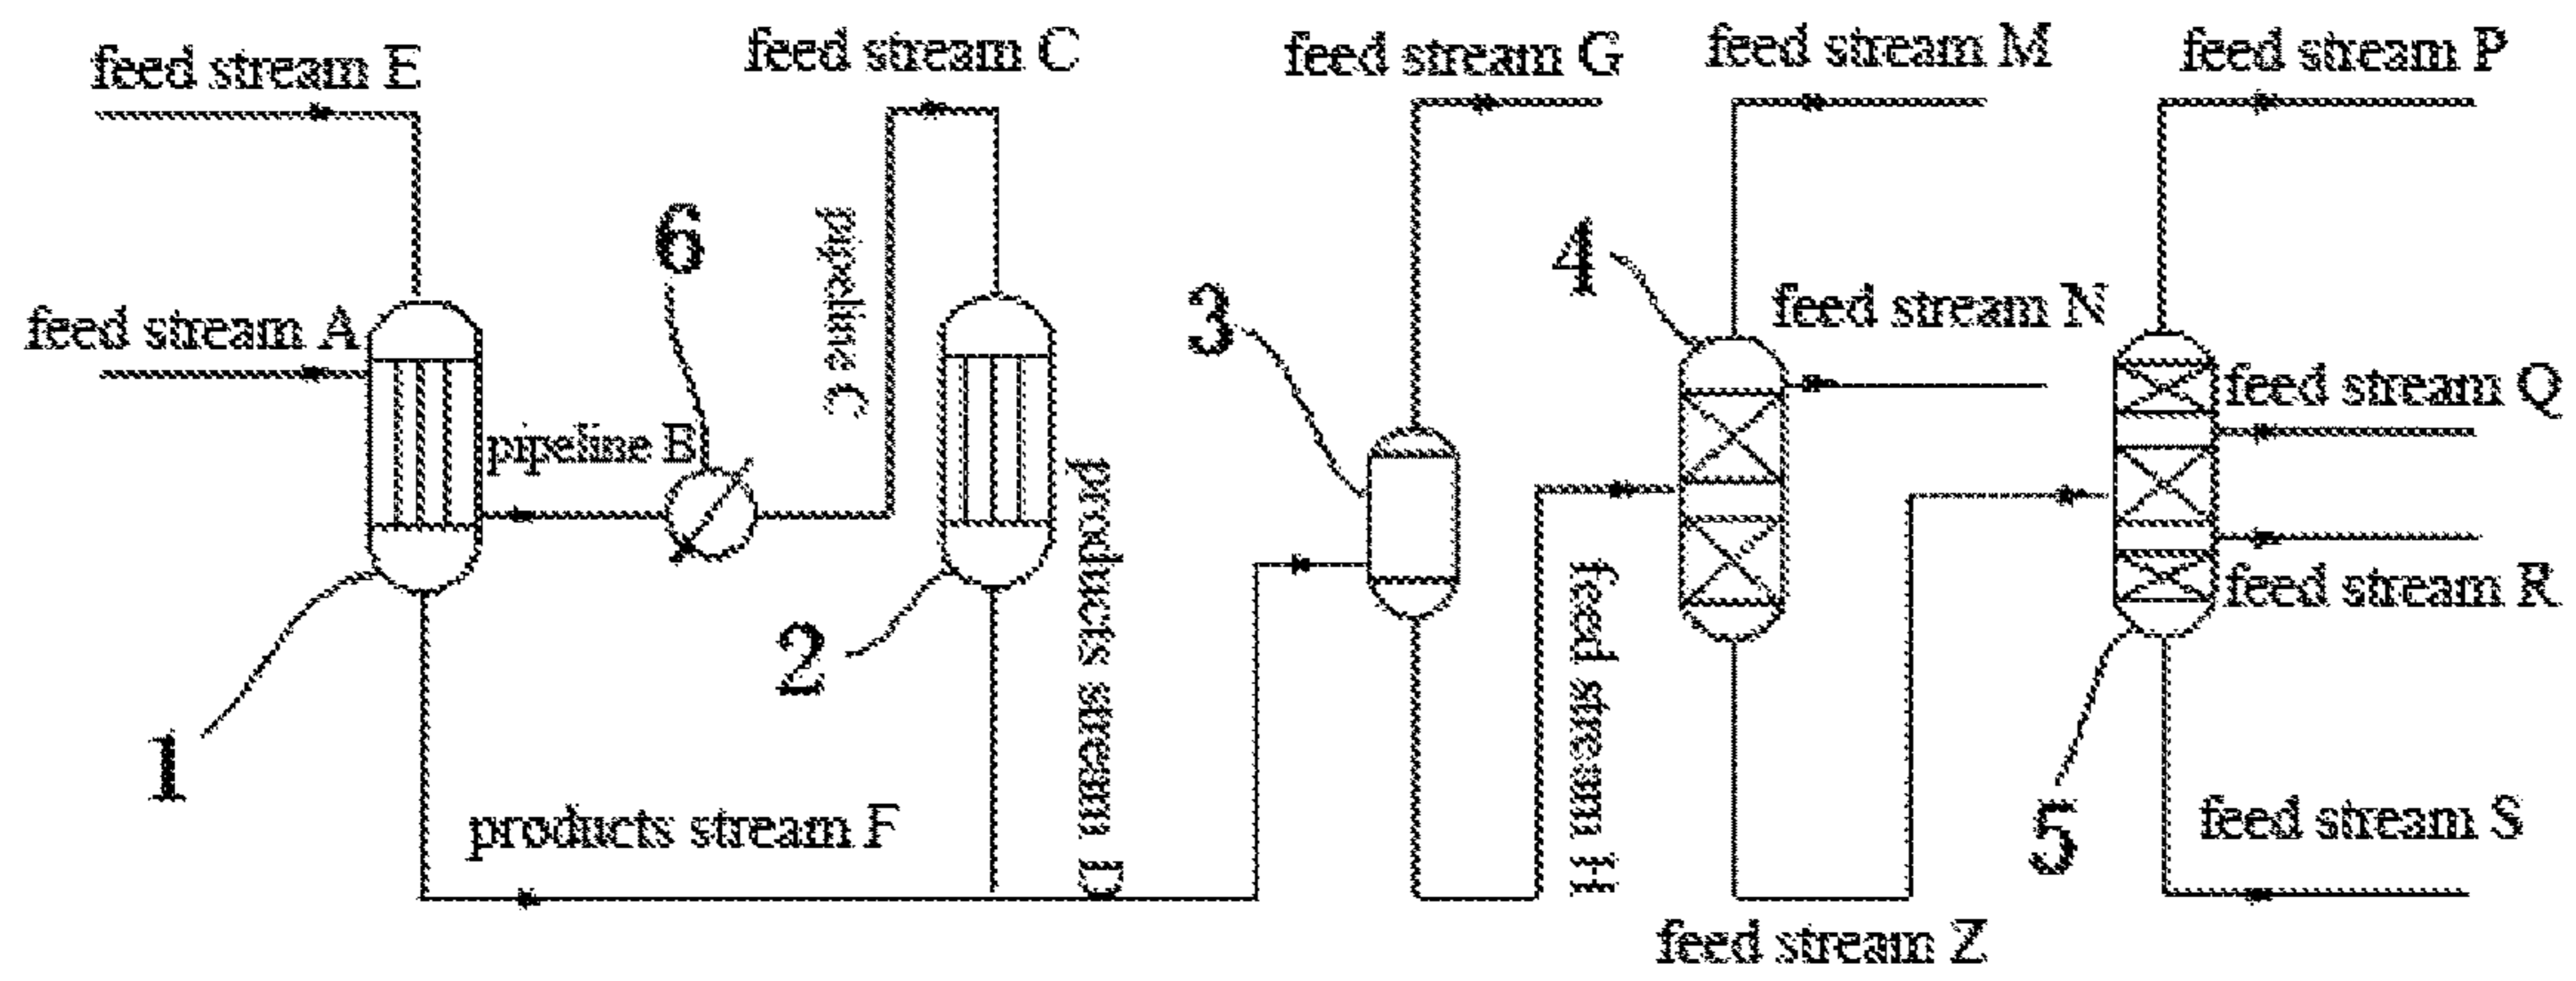 feed stream E
feed stream C
feed stream G
feed stream M
feed stream P
6
pipeline C
4
3
feed stream N
feed stream A
feed stream Q
pipeline B
products stream D
feed stream H
feed stream R
2
1
products stream F
5
feed stream S
feed stream Z